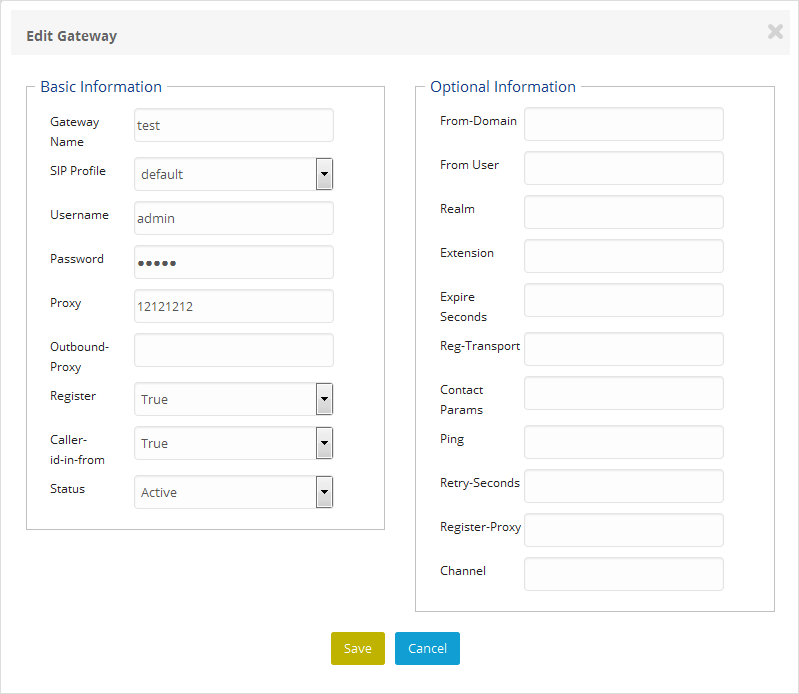 Edit Gateway
Basic Information
Gateway
Name
test
SIP Profile
default
Username
admin
Password
●●●●●
Proxy
12121212
Outbound-
Proxy
Register
True
Caller-
id-in-from
True
Status
Active
Optional Information
From-Domain
From User
Realm
Extension
Expire
Seconds
Reg-Transport
Contact
Params
Ping
Retry-Seconds
Register-Proxy
Channel
Save
Cancel